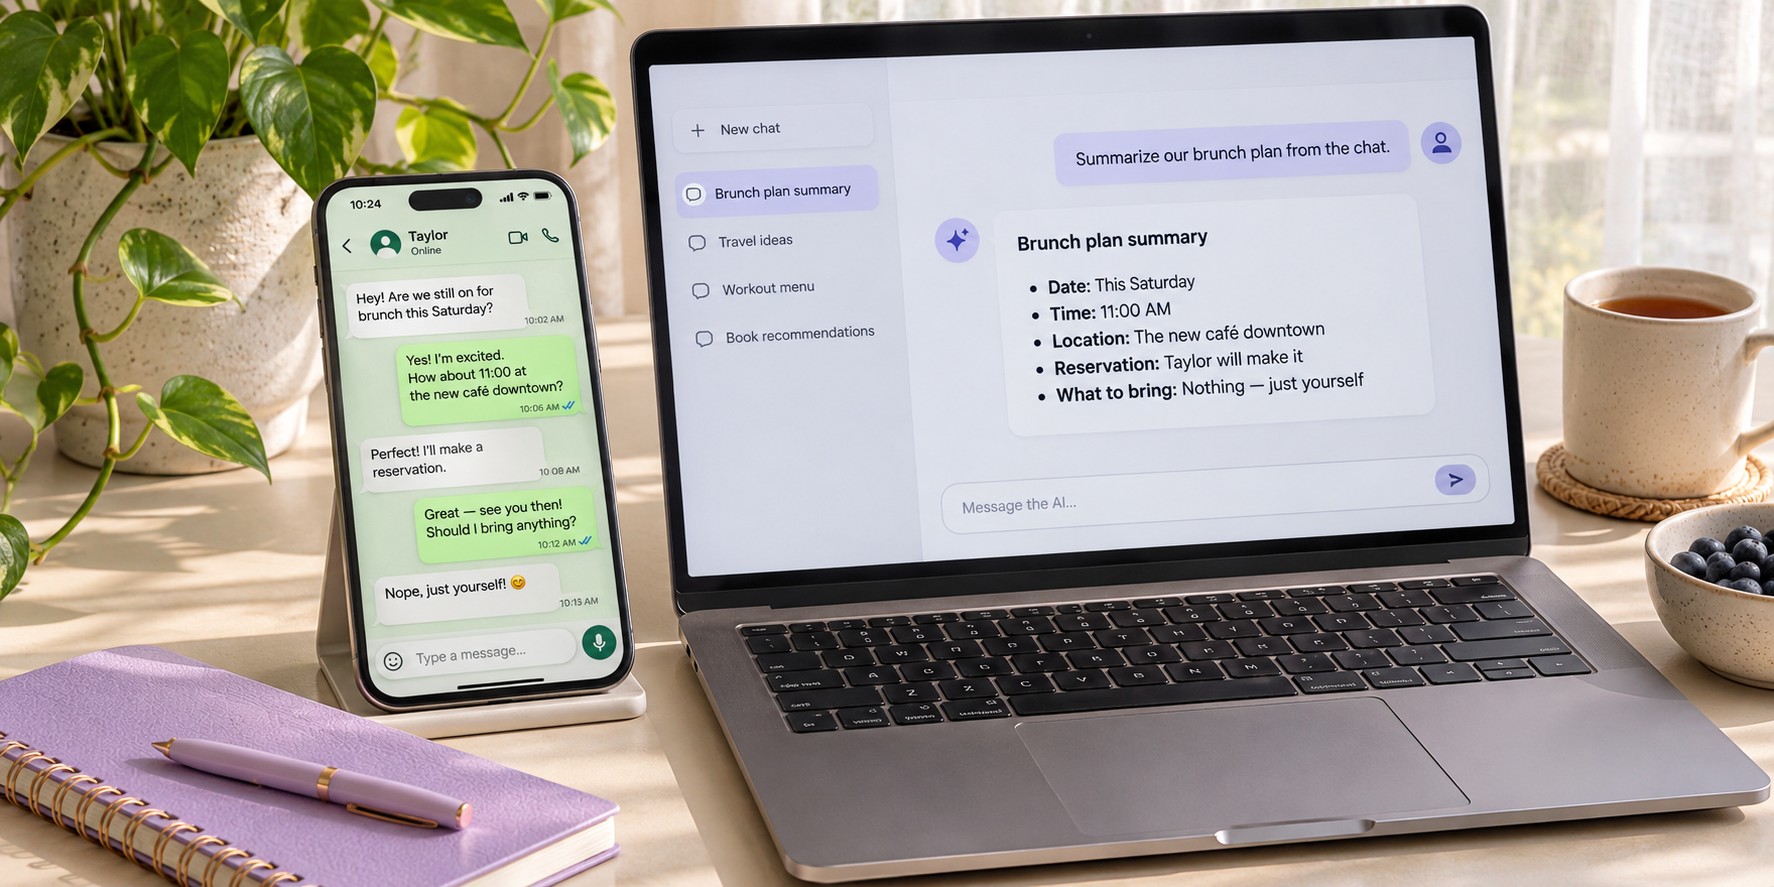 10:24
Taylor
Online
Hey! Are we still on for
brunch this Saturday?
10:02 AM
Yes! I'm excited.
How about 11:00 at
the new café downtown?
10:06 AM
Perfect! I'll make a
reservation.
10:08 AM
Great — see you then!
Should I bring anything?
10:12 AM
Nope, just yourself! 😊
10:13 AM
Type a message...
New chat
Brunch plan summary
Travel ideas
Workout menu
Book recommendations
Summarize our brunch plan from the chat.
Brunch plan summary
• Date: This Saturday
• Time: 11:00 AM
• Location: The new café downtown
• Reservation: Taylor will make it
• What to bring: Nothing — just yourself
Message the AI...